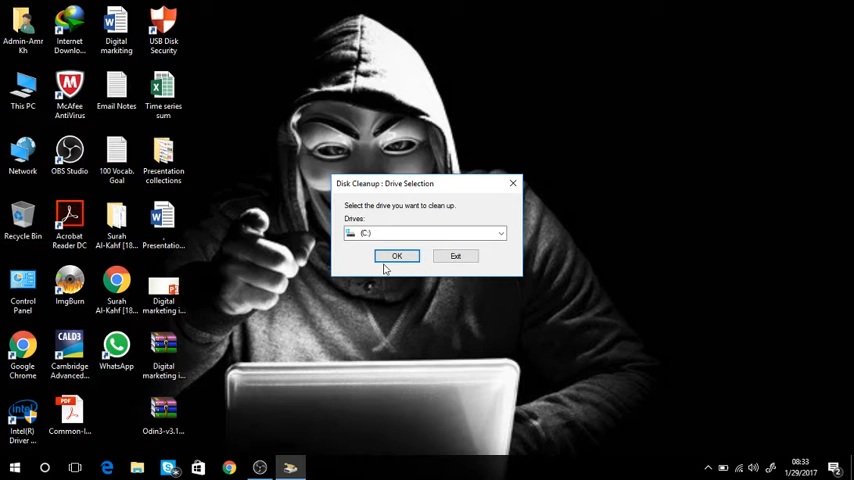 Admin-Amr
Kh
Internet
Downlo...
Digital
markiting
USB Disk
Security
This PC
McAfee
AntiVirus
Email Notes
Time series
sum
Network
OBS Studio
100 Vocab.
Goal
Presentation
collections
Recycle Bin
Acrobat
Reader DC
Surah
Al-Kahf [18...
Presentatio...
Control
Panel
ImgBurn
Surah
Al-Kahf [18...
Digital
marketing i...
Google
Chrome
CALD3
Cambridge
Advanced...
WhatsApp
Digital
marketing i...
Intel(R)
Driver ...
Common-I...
Odin3-v3.1...
Disk Cleanup : Drive Selection
Select the drive you want to clean up.
Drives:
(C:)
OK
Exit
08:33
1/29/2017
2